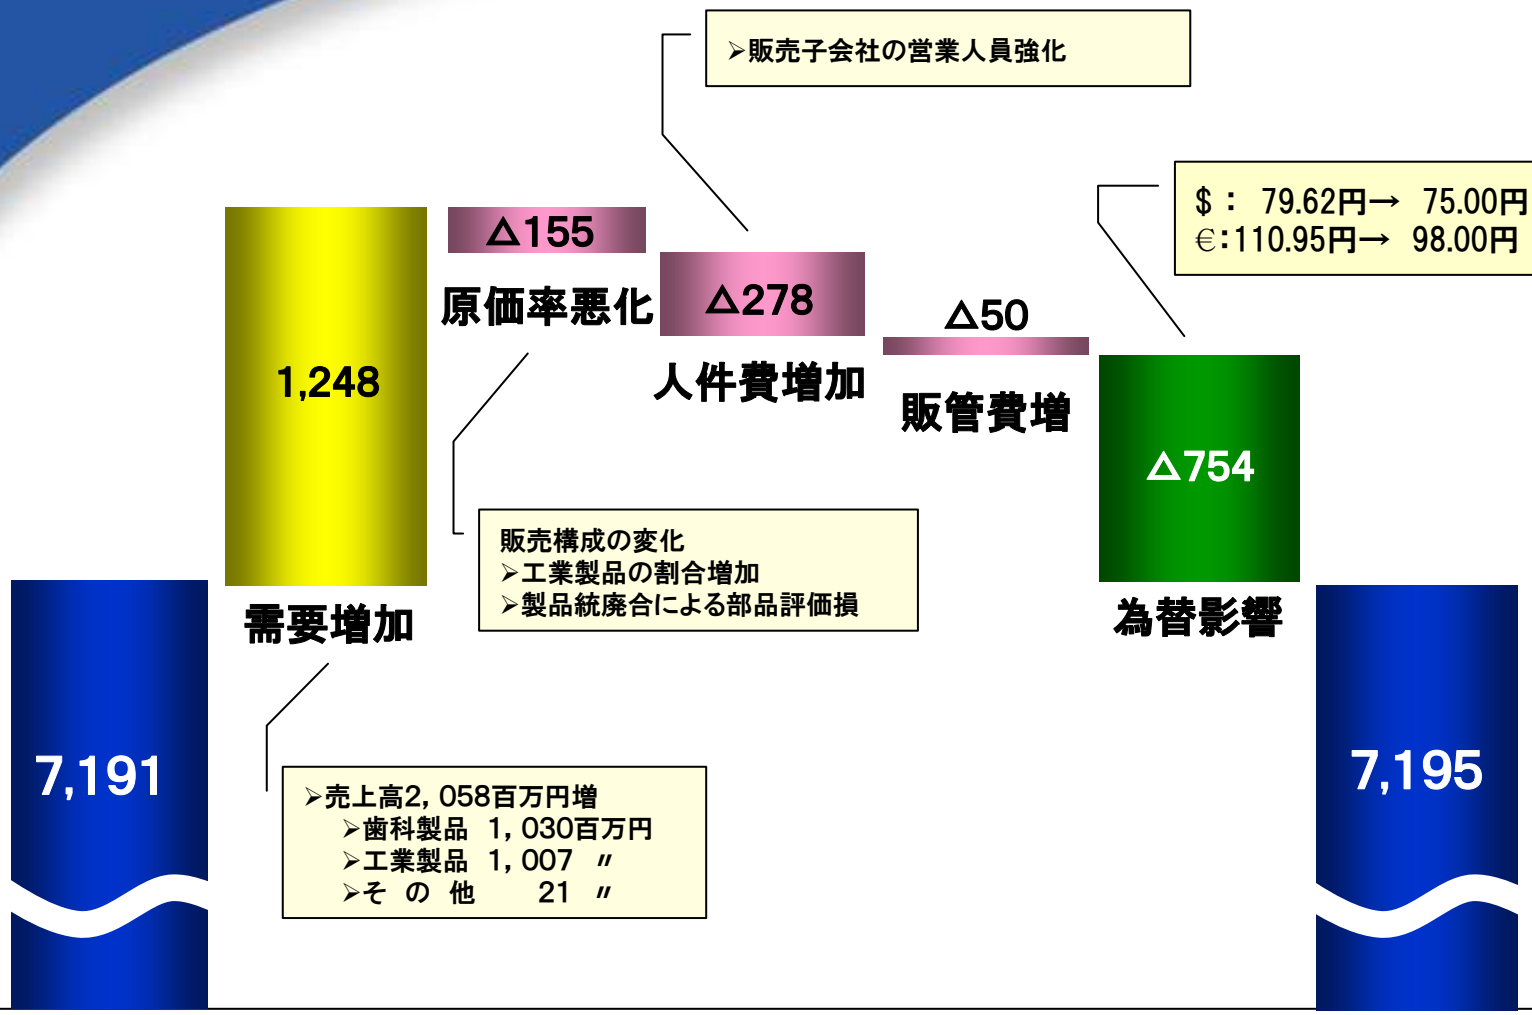 ➢販売子会社の営業人員強化
$： 79.62円→ 75.00円
€：110.95円→ 98.00円
△155
原価率悪化
△278
人件費増加
△50
販管費増
1,248
需要増加
△754
為替影響
販売構成の変化
➢工業製品の割合増加
➢製品統廃合による部品評価損
7,191
7,195
➢売上高2，058百万円増
➢歯科製品 1，030百万円
➢工業製品 1，007 〃
➢そ の 他 21 〃